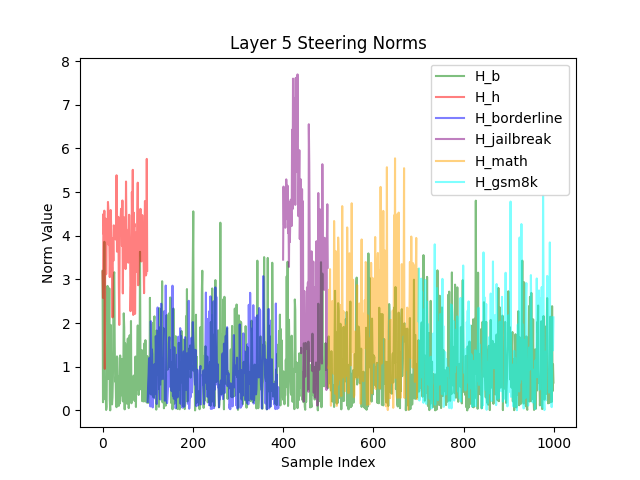 Layer 5 Steering Norms
Norm Value
8
7
6
5
4
3
2
1
0
H_b
H_h
H_borderline
H_jailbreak
H_math
H_gsm8k
0
200
400
600
800
1000
Sample Index